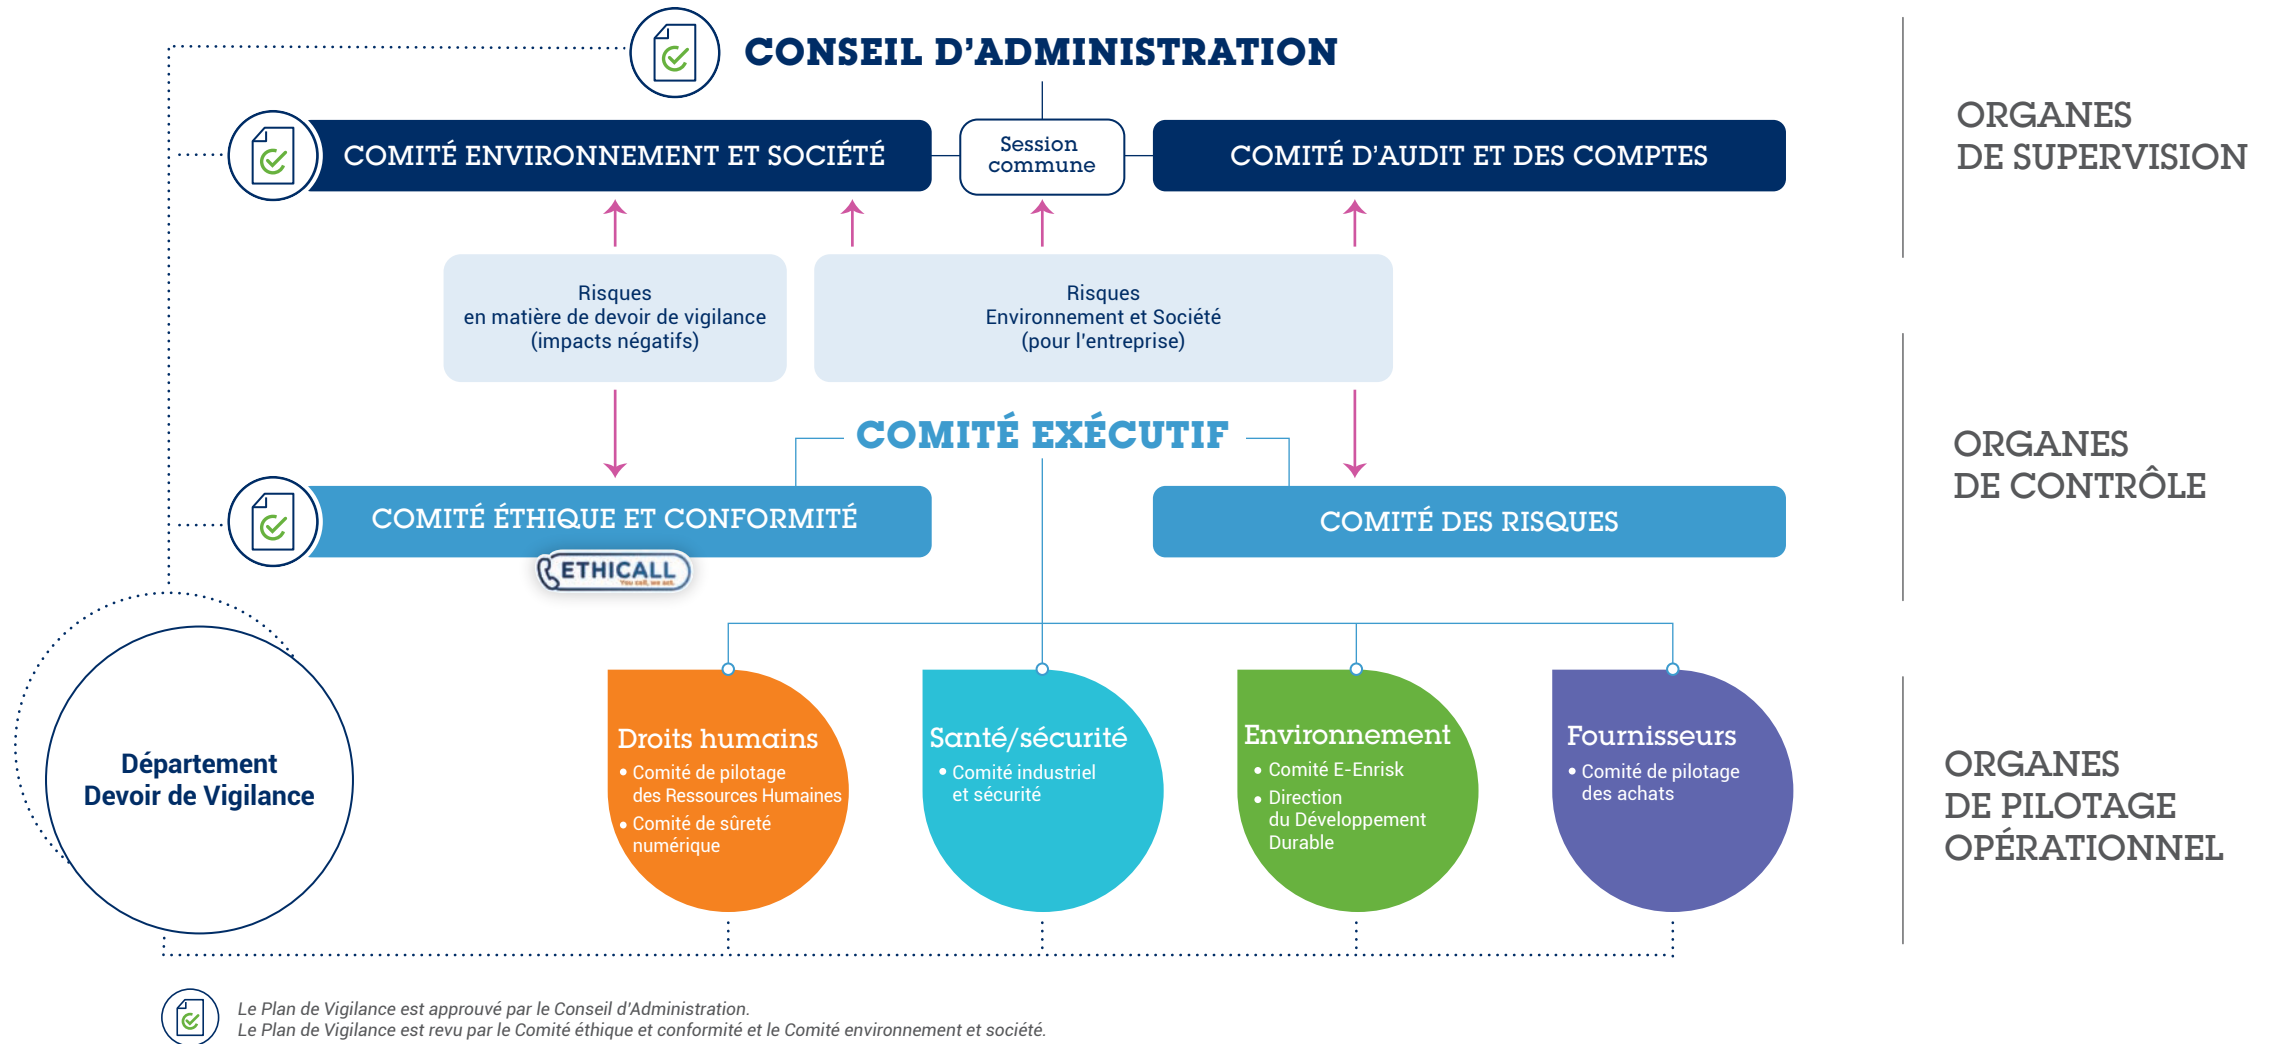 CONSEIL D’ADMINISTRATION
COMITÉ ENVIRONNEMENT ET SOCIÉTÉ
Session
commune
COMITÉ D’AUDIT ET DES COMPTES
ORGANES
DE SUPERVISION
Risques
en matière de devoir de vigilance
(impacts négatifs)
Risques
Environnement et Société
(pour l'entreprise)
COMITÉ EXÉCUTIF
COMITÉ ÉTHIQUE ET CONFORMITÉ
ETHICALL
You call, we act.
COMITÉ DES RISQUES
ORGANES
DE CONTRÔLE
Département
Devoir de Vigilance
Droits humains
• Comité de pilotage
des Ressources Humaines
• Comité de sûreté
numérique
Santé/sécurité
• Comité industriel
et sécurité
Environnement
• Comité E-Enrisk
• Direction
du Développement
Durable
Fournisseurs
• Comité de pilotage
des achats
ORGANES
DE PILOTAGE
OPÉRATIONNEL
Le Plan de Vigilance est approuvé par le Conseil d'Administration.
Le Plan de Vigilance est revu par le Comité éthique et conformité et le Comité environnement et société.